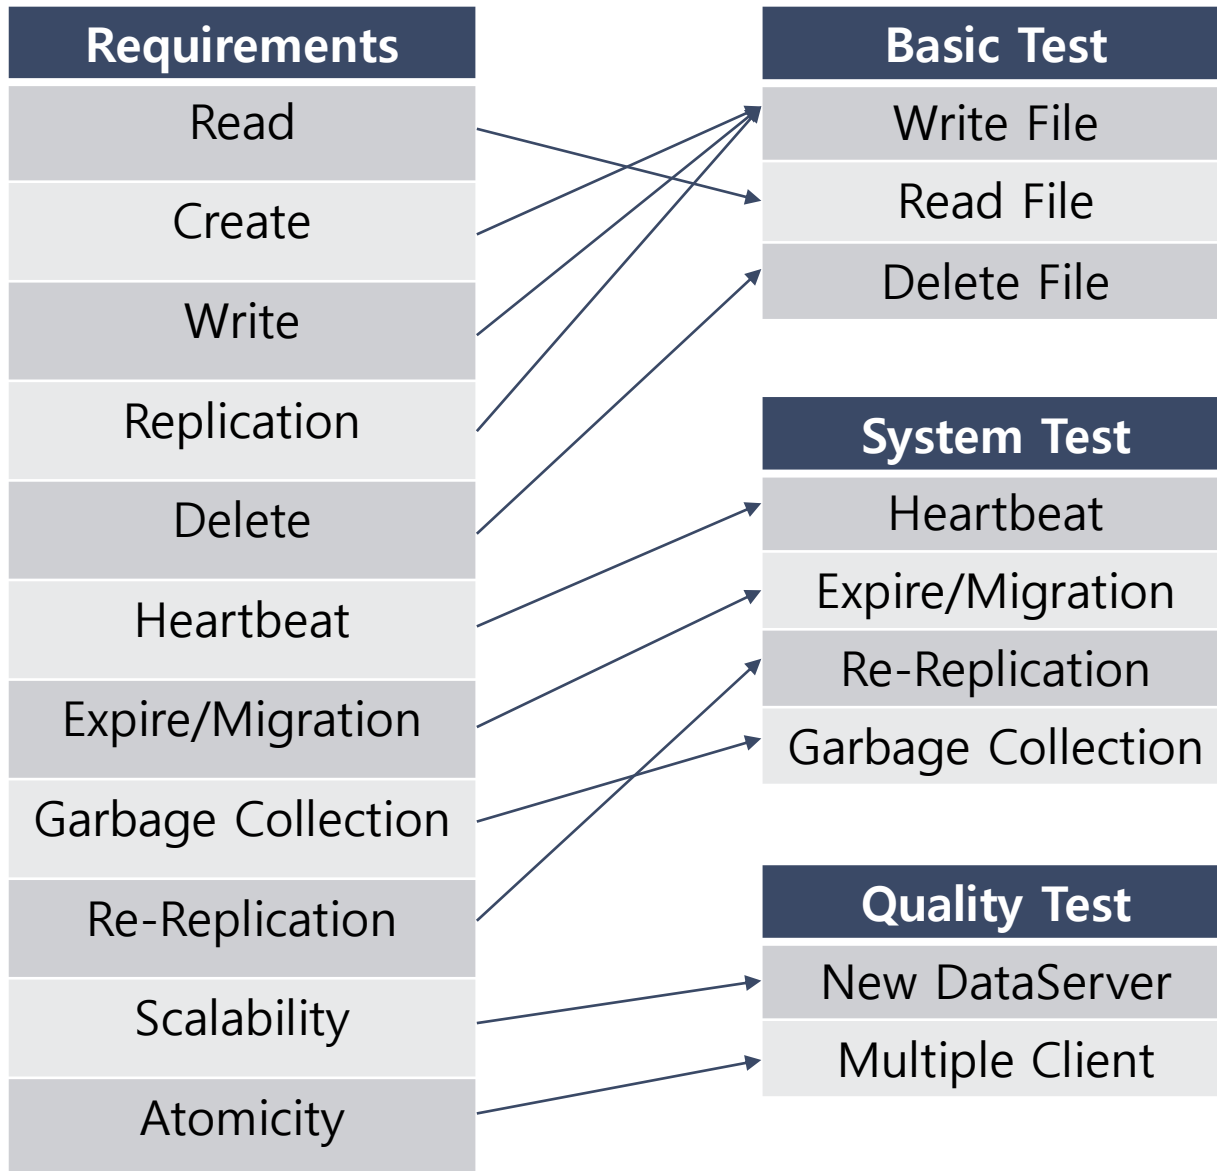 Requirements
Read
Create
Write
Replication
Delete
Heartbeat
Expire/Migration
Garbage Collection
Re-Replication
Scalability
Atomicity
Basic Test
Write File
Read File
Delete File
System Test
Heartbeat
Expire/Migration
Re-Replication
Garbage Collection
Quality Test
New DataServer
Multiple Client